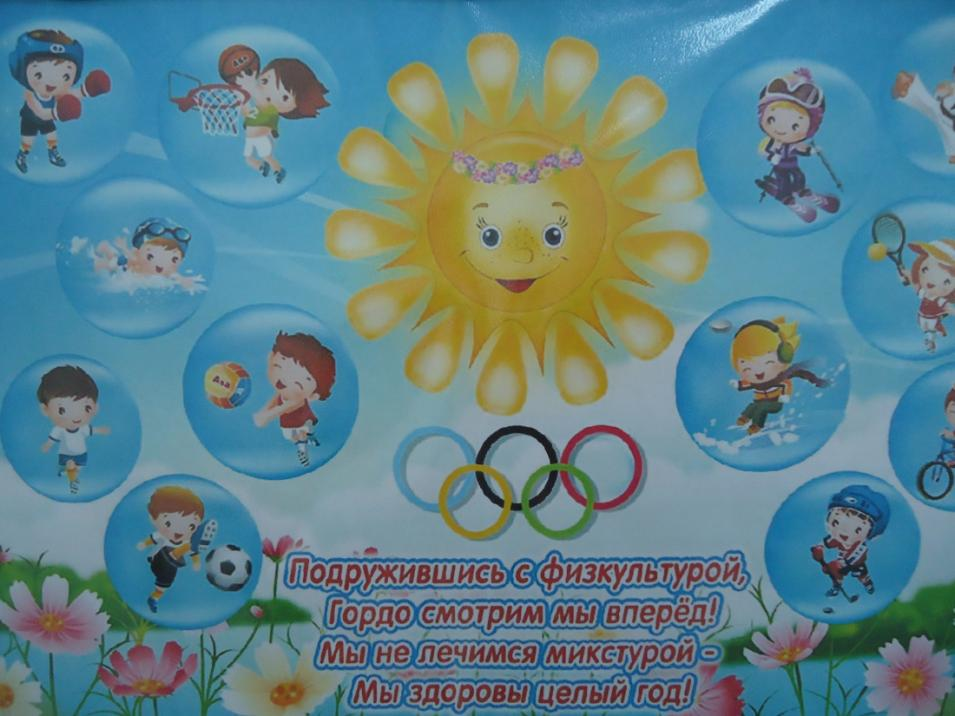 Подружившись с физкультурой,
Гордо смотрим мы вперёд!
Мы не лечимся микстурой -
Мы здоровы целый год!